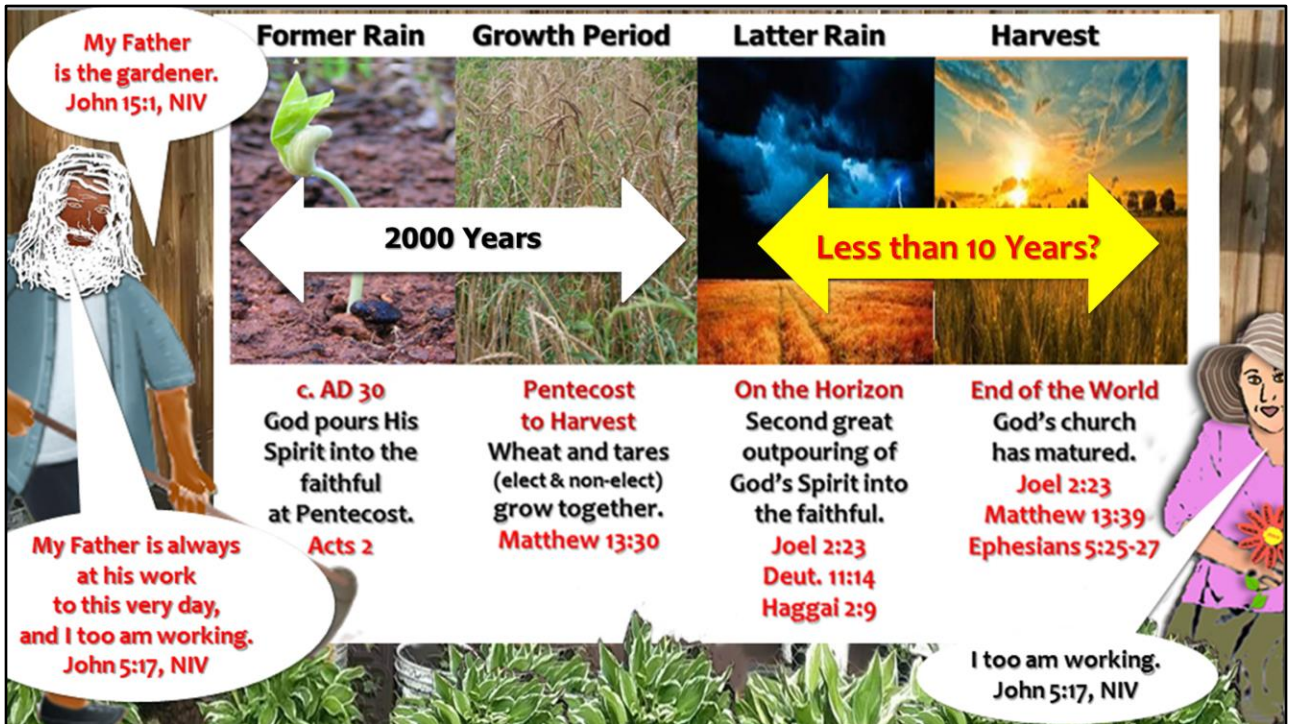 My Father
is the gardener.
John 15:1, NIV
Former Rain
Growth Period
Latter Rain
Harvest
2000 Years
Less than 10 Years?
c. AD 30
God pours His
Spirit into the
faithful
at Pentecost.
Acts 2
Pentecost
to Harvest
Wheat and tares
(elect & non-elect)
grow together.
Matthew 13:30
On the Horizon
Second great
outpouring of
God's Spirit into
the faithful.
Joel 2:23
Deut. 11:14
Haggai 2:9
End of the World
God's church
has matured.
Joel 2:23
Matthew 13:39
Ephesians 5:25-27
My Father is always
at his work
to this very day,
and I too am working.
John 5:17, NIV
I too am working.
John 5:17, NIV